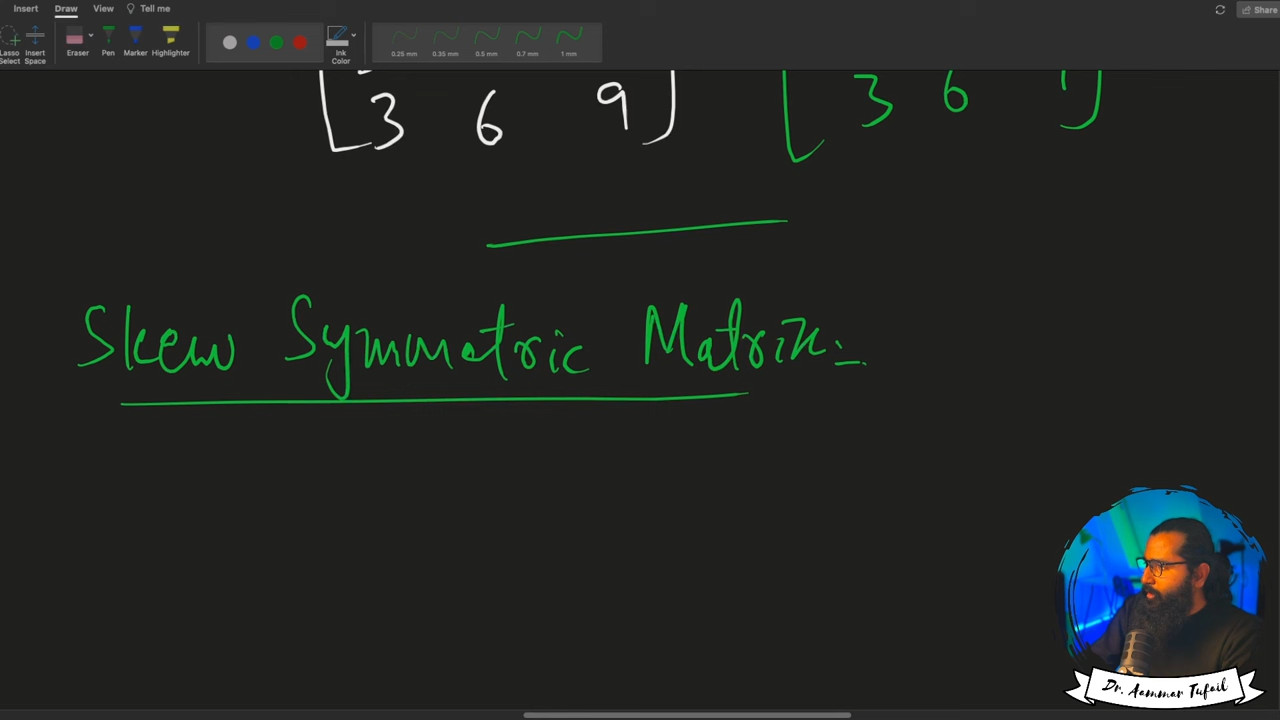 Insert Draw View Tell me
Share
Lasso Select Insert Space Eraser Pen Marker Highlighter Ink Color 0.25 mm 0.35 mm 0.5 mm 0.7 mm 1 mm
3 6 9 3 6
Skew Symmetric Matrix:-
Dr. Aammar Tufail